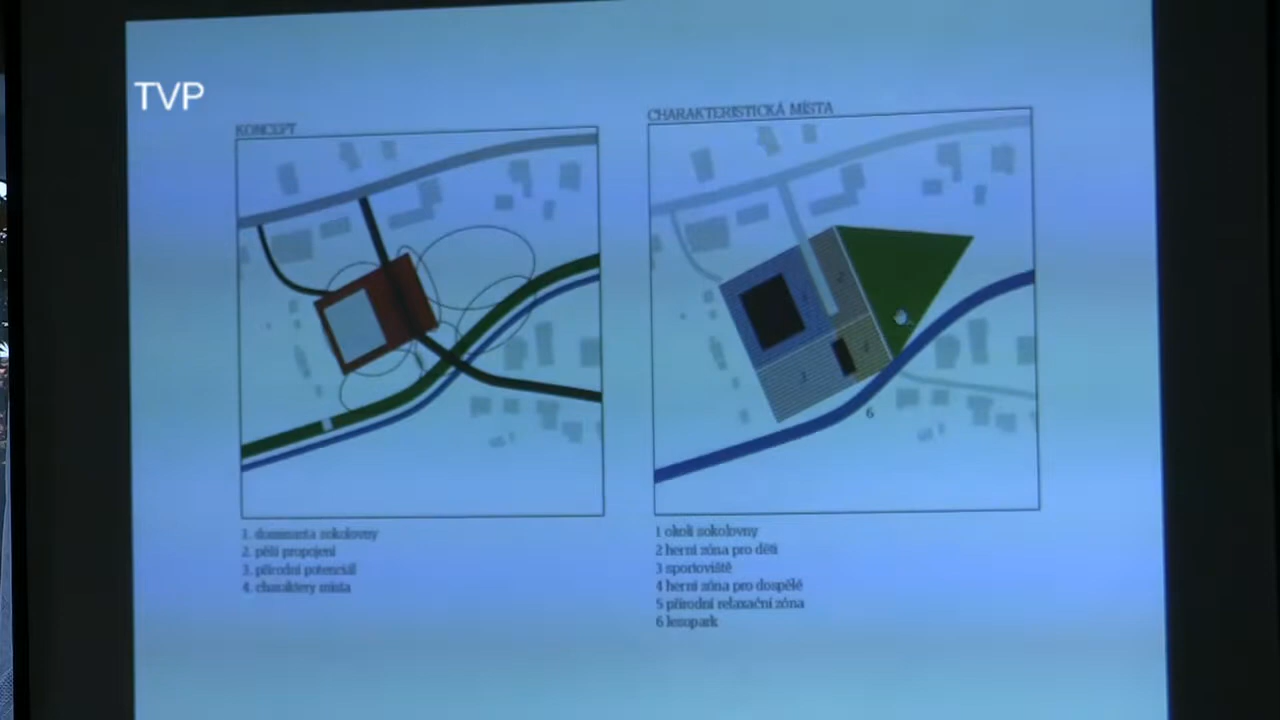 TVP
KONCEPT
CHARAKTERISTICKÁ MÍSTA
6
1. dominanta sokolovny
2. pěší propojení
3. přírodní potenciál
4. charaktery místa
1 okolí sokolovny
2 herní zóna pro děti
3 sportoviště
4 herní zóna pro dospělé
5 přírodní relaxační zóna
6 lesopark